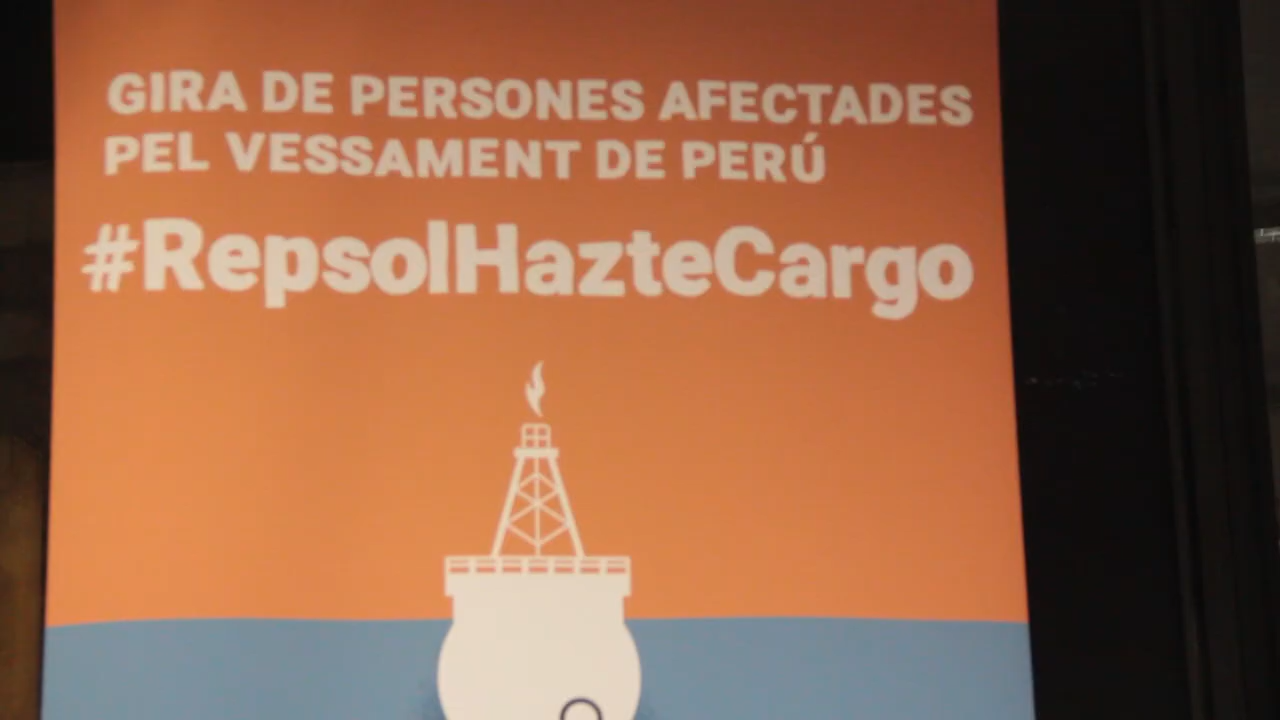 GIRA DE PERSONES AFECTADES
PEL VESSAMENT DE PERÚ
#RepsolHazteCargo